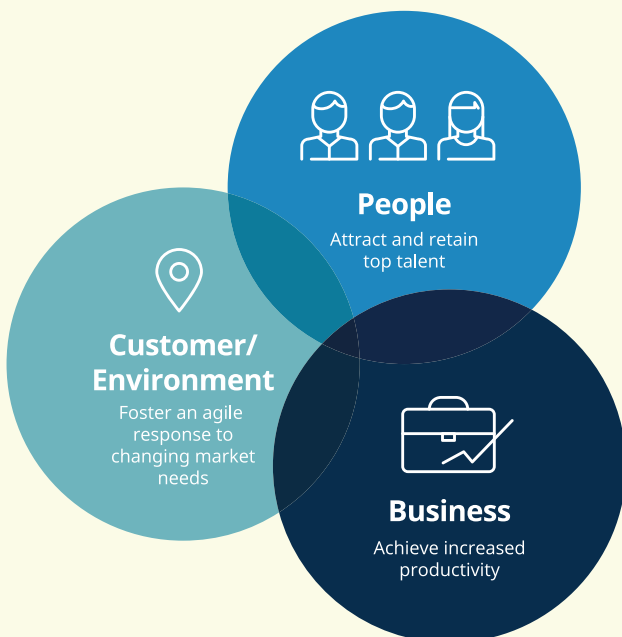 People
Attract and retain
top talent
Customer/
Environment
Foster an agile
response to
changing market
needs
Business
Achieve increased
productivity